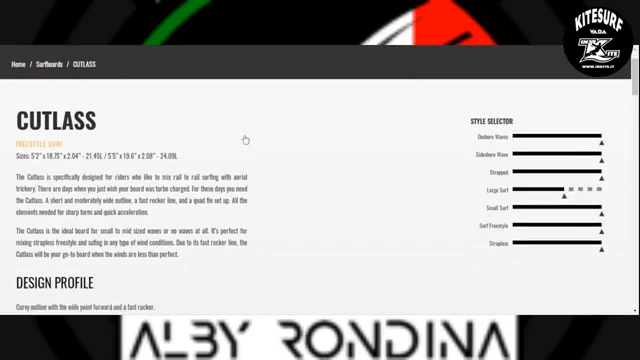 KITESURF
YADA
IN
KITE
WWW.INKITE.IT
Home / Surfboards / CUTLASS
CUTLASS
FREESTYLE SURF
Sizes: 5'2" x 18.75" x 2.04" - 21.45L / 5'5" x 19.6" x 2.08" - 24.09L
The Cutlass is specifically designed for riders who like to mix rail to rail surfing with aerial
trickery. There are days when you just wish your board was turbo charged. For these days you need
the Cutlass. A short and moderately wide outline, a fast rocker line, and a quad fin set up. All the
elements needed for sharp turns and quick acceleration.
The Cutlass is the ideal board for small to mid sized waves or no waves at all. It's perfect for
mixing strapless freestyle and surfing in any type of wind conditions. Due to its fast rocker line, the
Cutlass will be your go-to board when the winds are less than perfect.
DESIGN PROFILE
Curvy outline with the wide point forward and a fast rocker.
STYLE SELECTOR
Onshore Waves
Sideshore Wave
Strapped
Large Surf
Small Surf
Surf Freestyle
Strapless
ALBY RONDINA